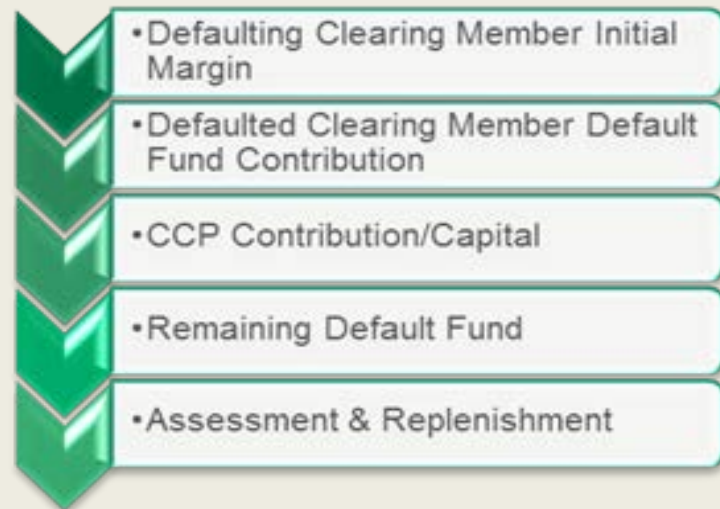 •Defaulting Clearing Member Initial
Margin
•Defaulted Clearing Member Default
Fund Contribution
•CCP Contribution/Capital
•Remaining Default Fund
•Assessment & Replenishment